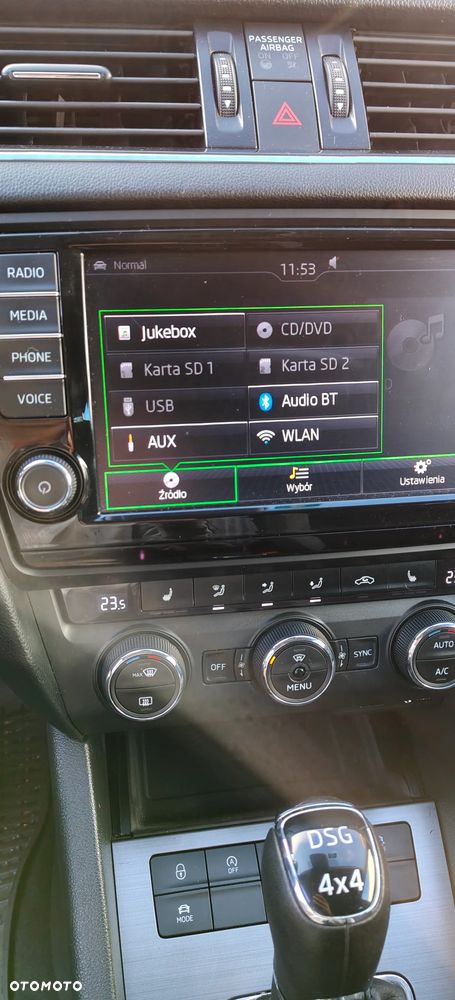 PASSENGER
AIRBAG
ON OFF
RADIO
MEDIA
PHONE
VOICE
Normal
11:53
Jukebox
CD/DVD
Karta SD 1
Karta SD 2
USB
Audio BT
AUX
WLAN
Źródło
Wybór
Ustawienia
23.5
MAX
OFF
MENU
SYNC
AUTO
A/C
OFF
MODE
DSG
4x4
OTOMOTO